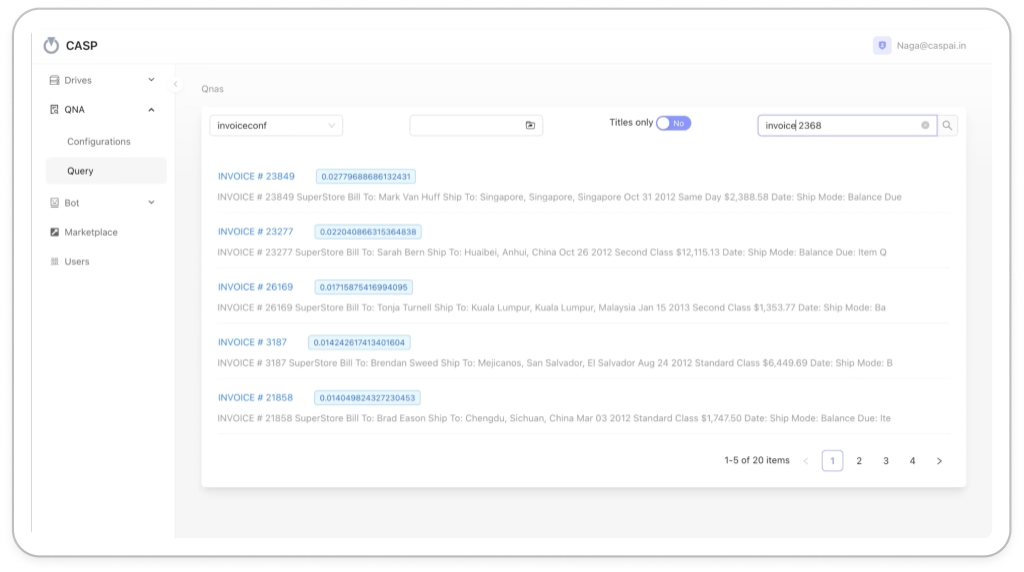 CASP
Naga@caspai.in
Drives
QNA
Configurations
Query
Bot
Marketplace
Users
Qnas
invoiceconf
Titles only No
invoice 2368
INVOICE # 23849 0.02779688686132431
INVOICE # 23849 SuperStore Bill To: Mark Van Huff Ship To: Singapore, Singapore, Singapore Oct 31 2012 Same Day $2,388.58 Date: Ship Mode: Balance Due
INVOICE # 23277 0.022040866315364838
INVOICE # 23277 SuperStore Bill To: Sarah Bern Ship To: Huaibei, Anhui, China Oct 26 2012 Second Class $12,115.13 Date: Ship Mode: Balance Due: Item Q
INVOICE # 26169 0.01715875416994095
INVOICE # 26169 SuperStore Bill To: Tonja Turnell Ship To: Kuala Lumpur, Kuala Lumpur, Malaysia Jan 15 2013 Second Class $1,353.77 Date: Ship Mode: Ba
INVOICE # 3187 0.014242617413401604
INVOICE # 3187 SuperStore Bill To: Brendan Sweed Ship To: Mejicanos, San Salvador, El Salvador Aug 24 2012 Standard Class $6,449.69 Date: Ship Mode: B
INVOICE # 21858 0.014049824327230453
INVOICE # 21858 SuperStore Bill To: Brad Eason Ship To: Chengdu, Sichuan, China Mar 03 2012 Standard Class $1,747.50 Date: Ship Mode: Balance Due: Ite
1-5 of 20 items < 1 2 3 4 >